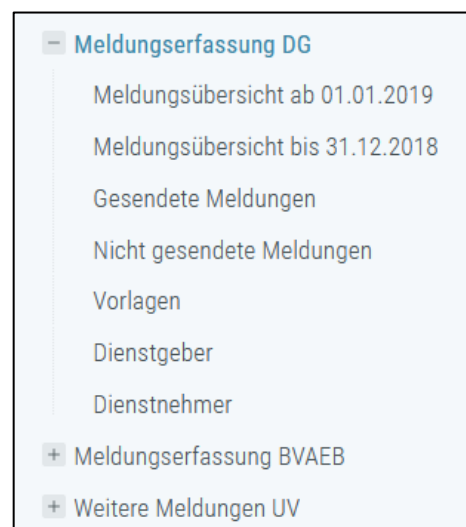 Meldungserfassung DG
Meldungsübersicht ab 01.01.2019
Meldungsübersicht bis 31.12.2018
Gesendete Meldungen
Nicht gesendete Meldungen
Vorlagen
Dienstgeber
Dienstnehmer
Meldungserfassung BVAEB
Weitere Meldungen UV